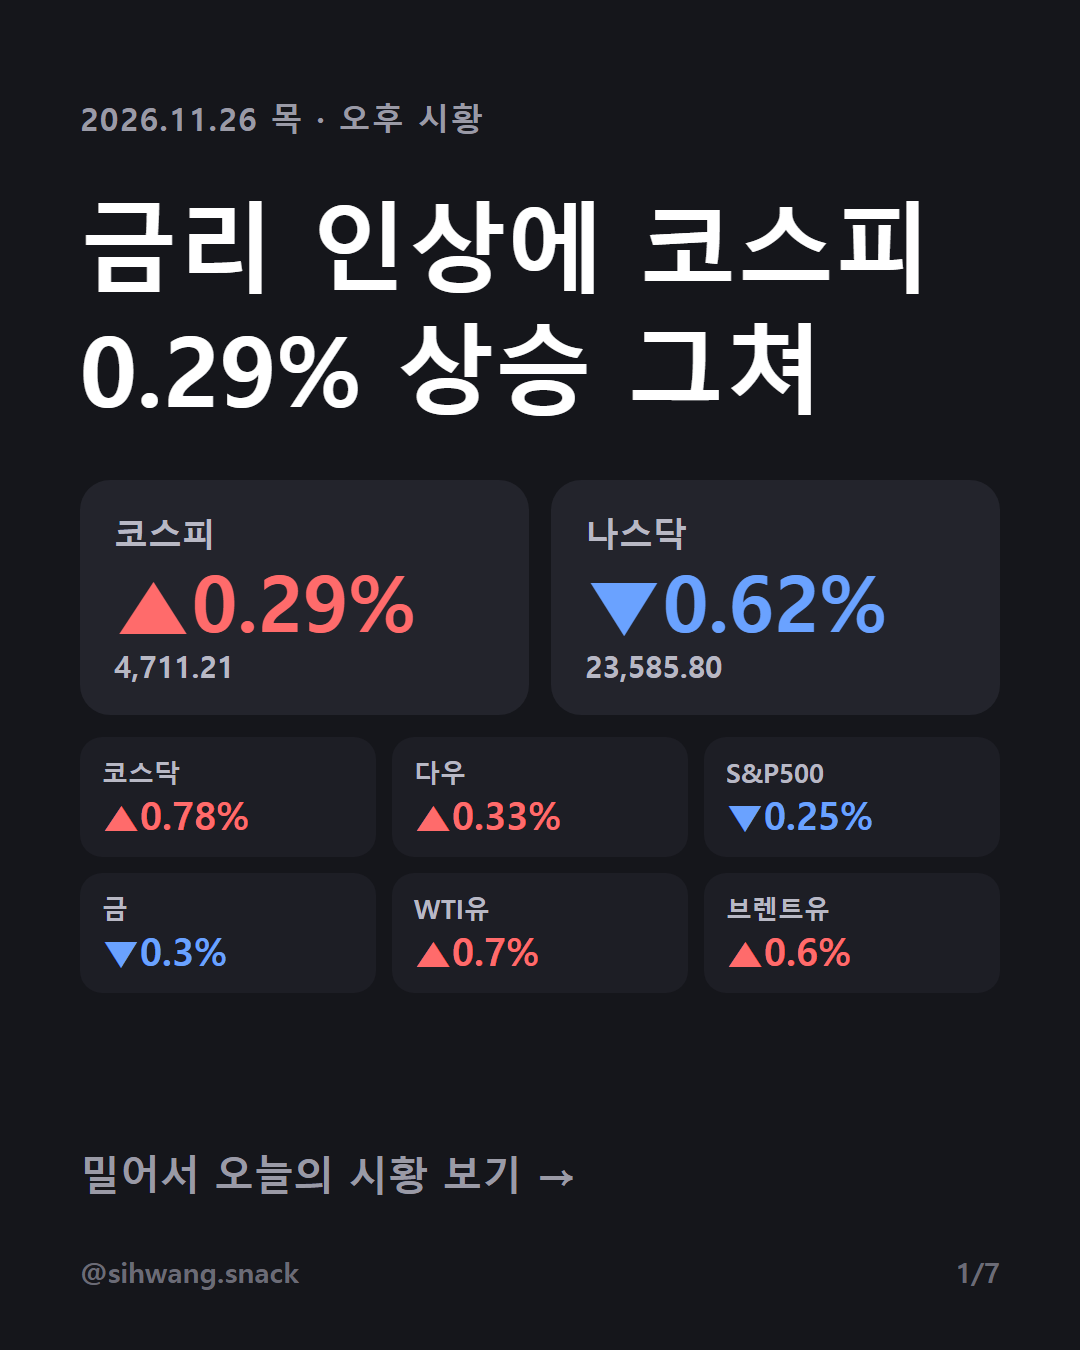 2026.11.26 목 · 오후 시황
금리 인상에 코스피
0.29% 상승 그쳐
코스피
▲0.29%
4,711.21
나스닥
▼0.62%
23,585.80
코스닥
▲0.78%
다우
▲0.33%
S&P500
▼0.25%
금
▼0.3%
WTI유
▲0.7%
브렌트유
▲0.6%
밀어서 오늘의 시황 보기 →
@sihwang.snack
1/7